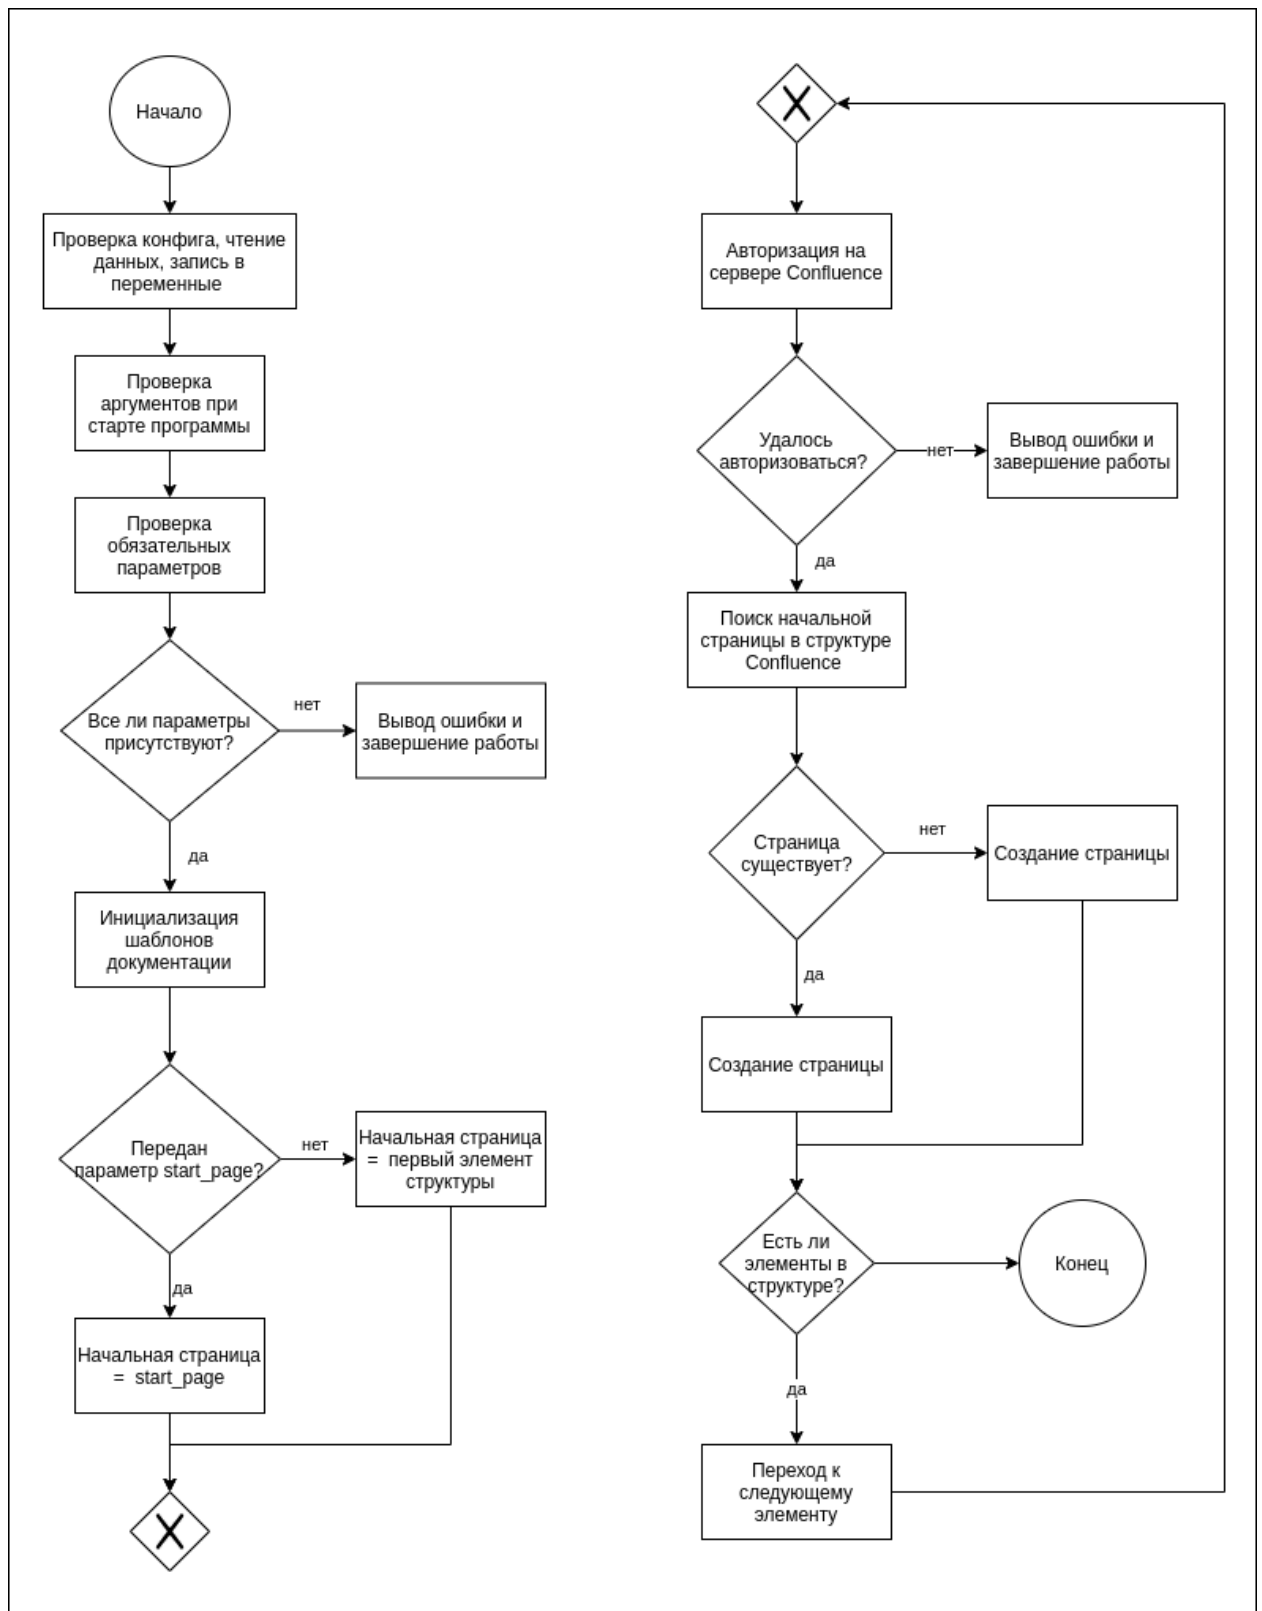 Начало
Проверка конфига, чтение
данных, запись в
переменные
Проверка
аргументов при
старте программы
Проверка
обязательных
параметров
Все ли параметры
присутствуют?
нет
Вывод ошибки и
завершение работы
да
Инициализация
шаблонов
документации
Передан
параметр start_page?
нет
Начальная страница
= первый элемент
структуры
да
Начальная страница
= start_page
X
X
Авторизация на
сервере Confluence
Удалось
авторизоваться?
нет
Вывод ошибки и
завершение работы
да
Поиск начальной
страницы в структуре
Confluence
Страница
существует?
нет
Создание страницы
да
Создание страницы
Есть ли
элементы в
структуре?
Конец
да
Переход к
следующему
элементу